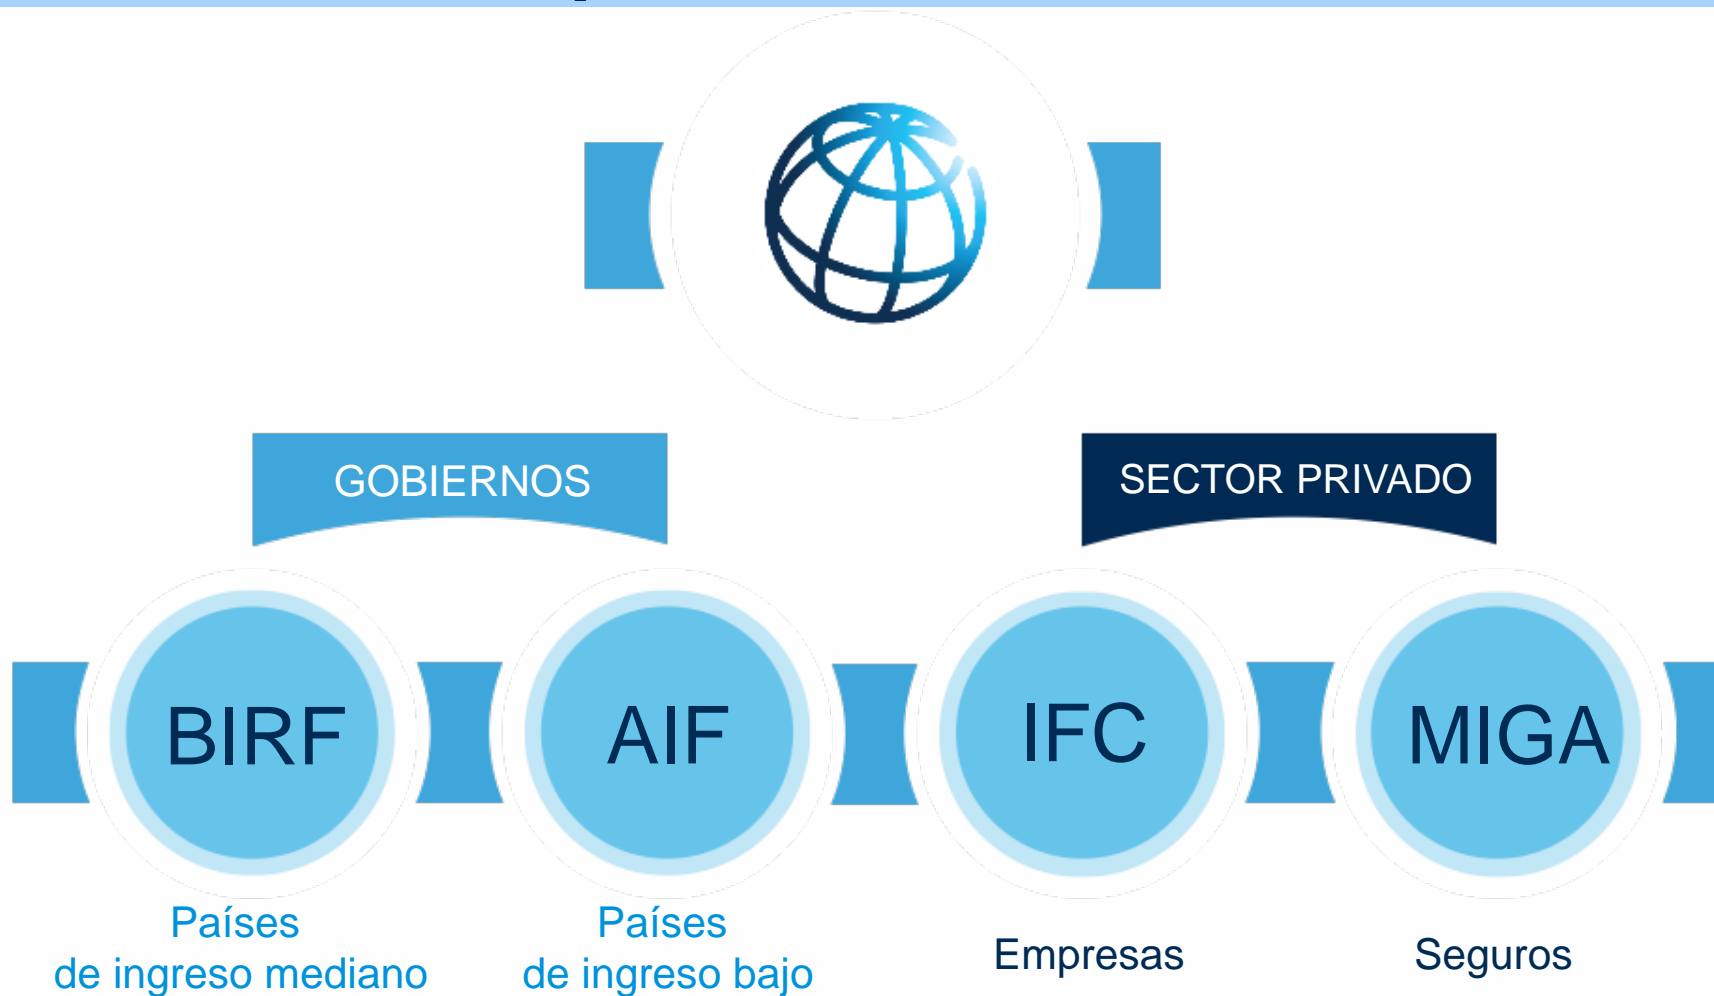 GOBIERNOS
SECTOR PRIVADO
BIRF
AIF
IFC
MIGA
Países
de ingreso mediano
Países
de ingreso bajo
Empresas
Seguros